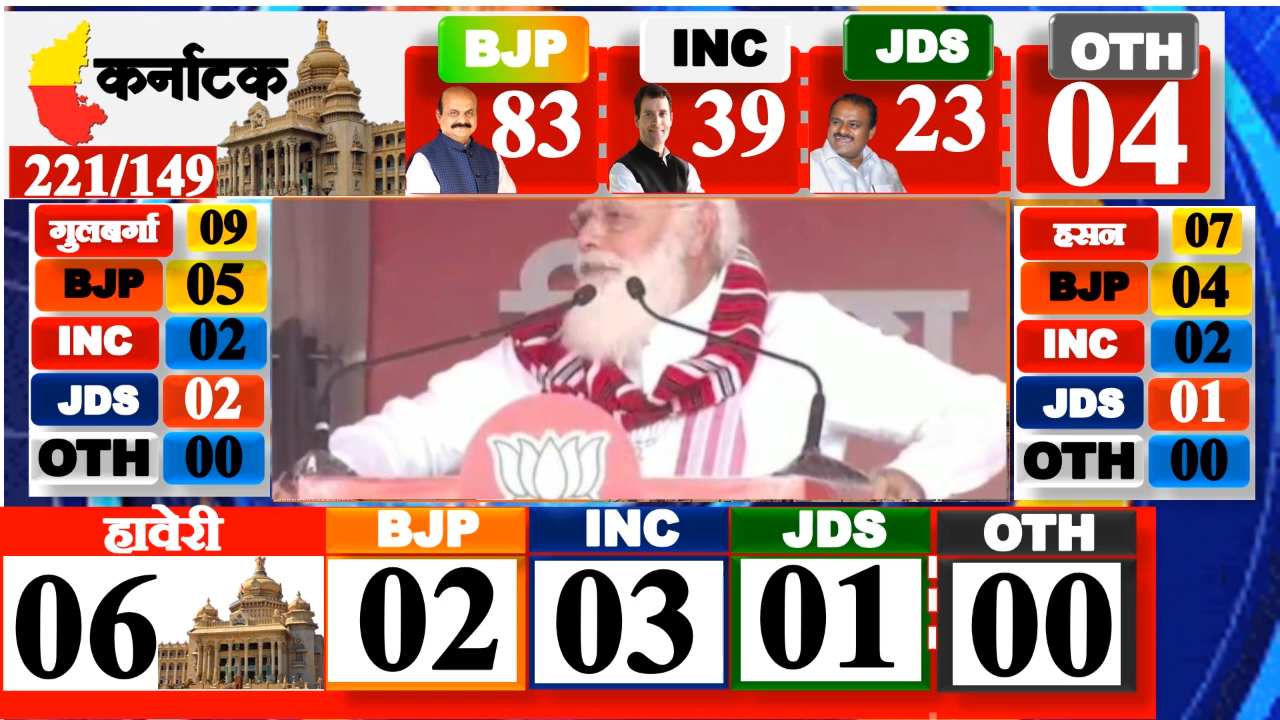 कर्नाटक
221/149
BJP
83
INC
39
JDS
23
OTH
04
गुलबर्गा 09
BJP 05
INC 02
JDS 02
OTH 00
हसन 07
BJP 04
INC 02
JDS 01
OTH 00
हावेरी BJP INC JDS OTH
06 02 03 01 00